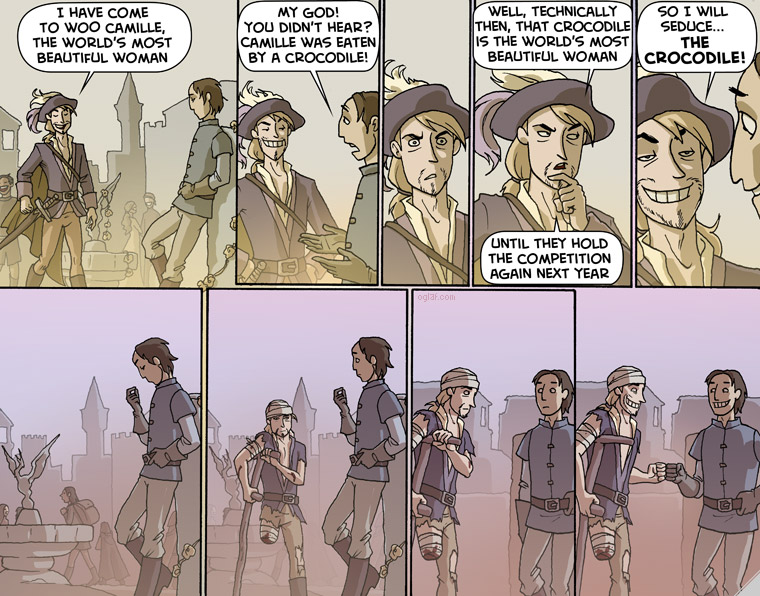 I HAVE COME
TO WOO CAMILLE,
THE WORLD'S MOST
BEAUTIFUL WOMAN
MY GOD!
YOU DIDN'T HEAR?
CAMILLE WAS EATEN
BY A CROCODILE!
WELL, TECHNICALLY
THEN, THAT CROCODILE
IS THE WORLD'S MOST
BEAUTIFUL WOMAN
UNTIL THEY HOLD
THE COMPETITION
AGAIN NEXT YEAR
SO I WILL
SEDUCE...
THE
CROCODILE!
oglaf.com